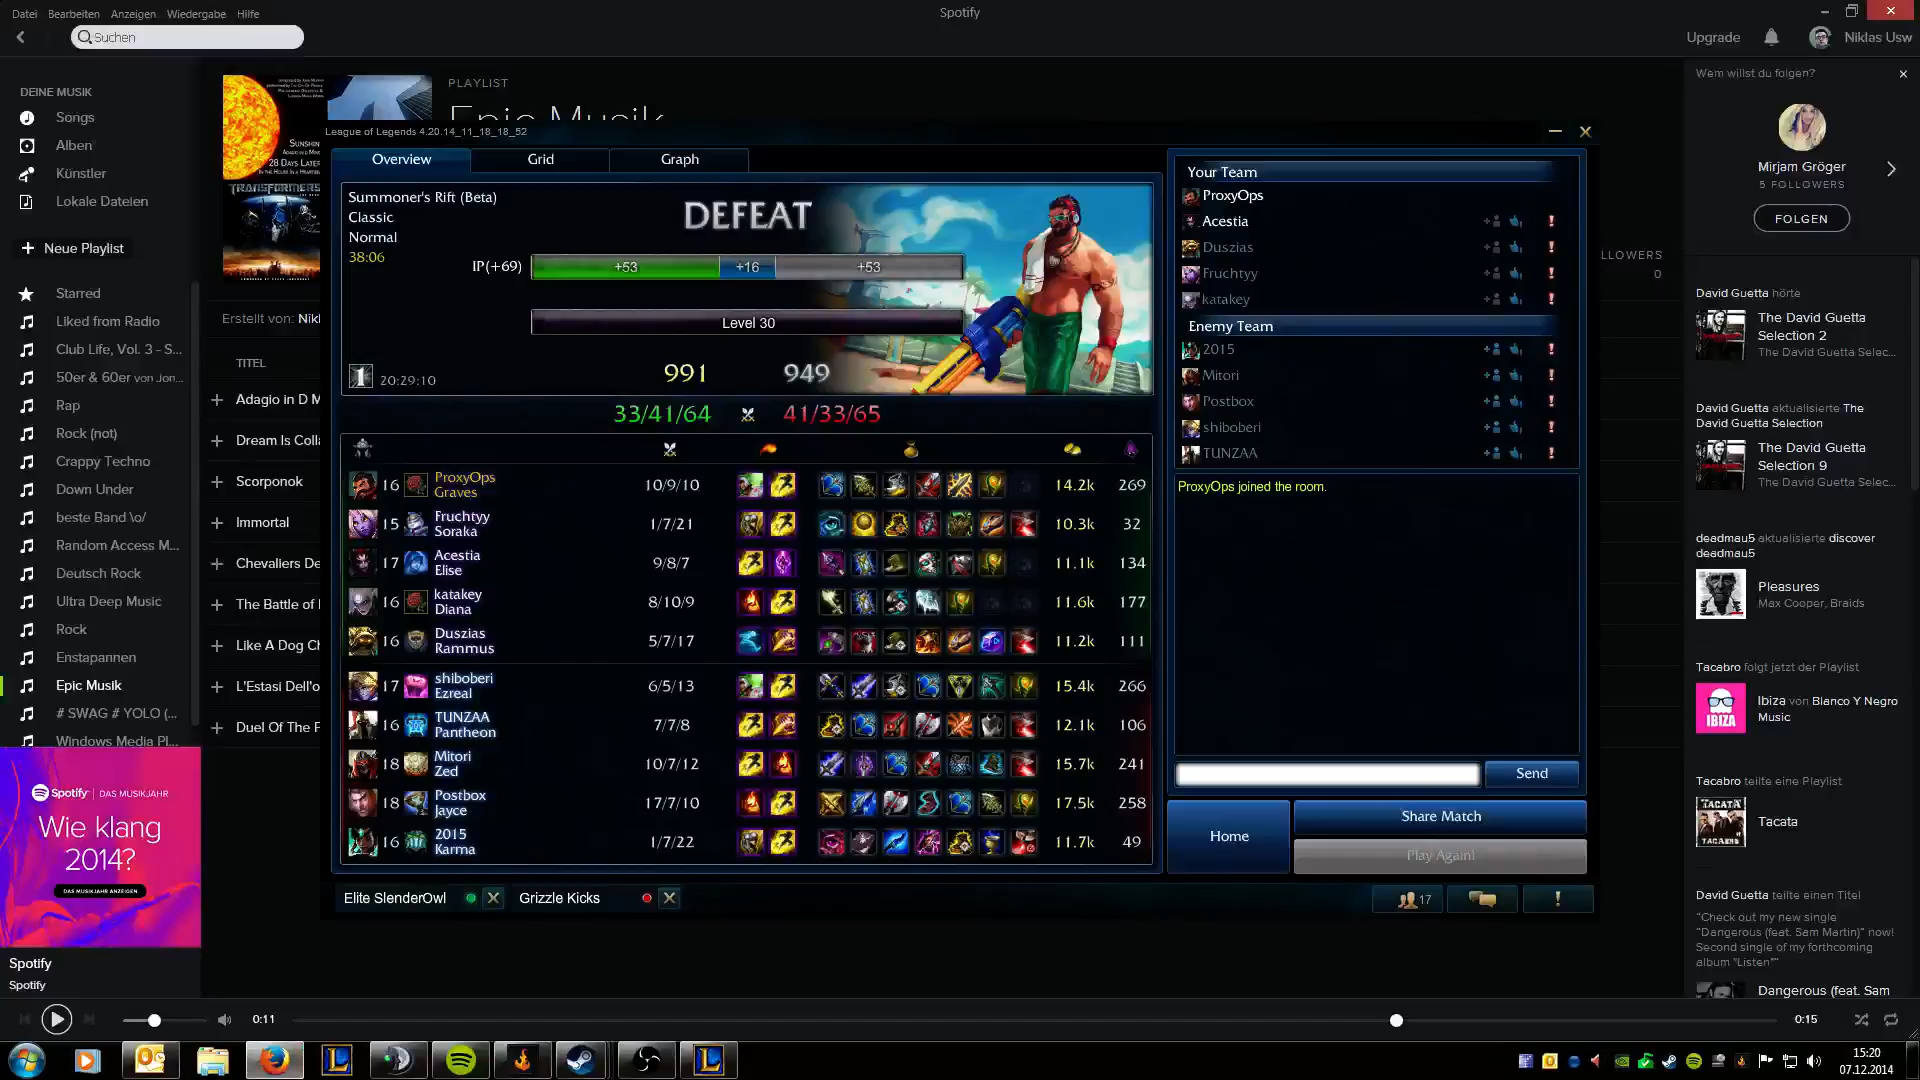 Datei Bearbeiten Anzeigen Wiedergabe Hilfe
Spotify
Suchen
Upgrade
Niklas Usw
DEINE MUSIK
Songs
Alben
Künstler
Lokale Dateien
Neue Playlist
Starred
Liked from Radio
Club Life, Vol. 3 - S...
50er & 60er von Jon...
Rap
Rock (not)
Crappy Techno
Down Under
beste Band \o/
Random Access M...
Deutsch Rock
Ultra Deep Music
Rock
Enstapannen
Epic Musik
# SWAG # YOLO (...
Windows Media Pl...
Spotify | DAS MUSIKJAHR
Wie klang
2014?
DAS MUSIKJAHR ANZEIGEN
Spotify
Spotify
SUNSHIN
28 DAYS LATER
TRANSFORMERS
PLAYLIST
Epic Musik
LLOWERS
0
Erstellt von: Nikl
TITEL
Adagio in D M
Dream Is Colla
Scorponok
Immortal
Chevaliers De
The Battle of I
Like A Dog Ch
L'Estasi Dell'o
Duel Of The F
League of Legends 4.20.14_11_18_18_52
Overview Grid Graph
Summoner's Rift (Beta)
Classic
Normal
38:06
DEFEAT
IP(+69) +53 +16 +53
Level 30
1 20:29:10
991 949
33/41/64 41/33/65
16 ProxyOps Graves 10/9/10 14.2k 269
15 Fruchtyy Soraka 1/7/21 10.3k 32
17 Acestia Elise 9/8/7 11.1k 134
16 katakey Diana 8/10/9 11.6k 177
16 Duszias Rammus 5/7/17 11.2k 111
17 shiboberi Ezreal 6/5/13 15.4k 266
16 TUNZAA Pantheon 7/7/8 12.1k 106
18 Mitori Zed 10/7/12 15.7k 241
18 Postbox Jayce 17/7/10 17.5k 258
16 2015 Karma 1/7/22 11.7k 49
Your Team
ProxyOps
Acestia
Duszias
Fruchtyy
katakey
Enemy Team
2015
Mitori
Postbox
shiboberi
TUNZAA
ProxyOps joined the room.
Send
Home
Share Match
Play Again!
Elite SlenderOwl
Grizzle Kicks
17
Wem willst du folgen?
Mirjam Gröger
5 FOLLOWERS
FOLGEN
David Guetta hörte
The David Guetta
Selection 2
The David Guetta Selec...
David Guetta aktualisierte The
David Guetta Selection
The David Guetta
Selection 9
The David Guetta Selec...
deadmau5 aktualisierte discover
deadmau5
Pleasures
Max Cooper, Braids
Tacabro folgt jetzt der Playlist
IBIZA
Ibiza von Blanco Y Negro
Music
Tacabro teilte eine Playlist
TACATA
TACABRO
Tacata
David Guetta teilte einen Titel
"Check out my new single
"Dangerous (feat. Sam Martin)" now!
Second single of my forthcoming
album "Listen""
Dangerous (feat. Sam
0:11
0:15
15:20
07.12.2014